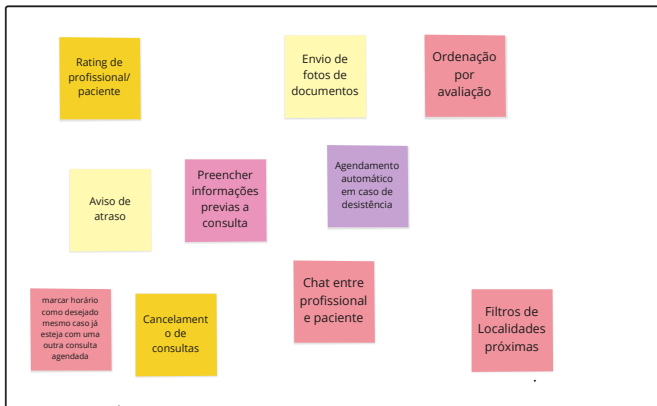 Rating de
profissional/
paciente
Envio de
fotos de
documentos
Ordenação
por
avaliação
Aviso de
atraso
Preencher
informações
previas a
consulta
Agendamento
automático
em caso de
desistência
marcar horário
como desejado
mesmo caso já
esteja com uma
outra consulta
agendada
Cancelament
o de
consultas
Chat entre
profissional
e paciente
Filtros de
Localidades
próximas